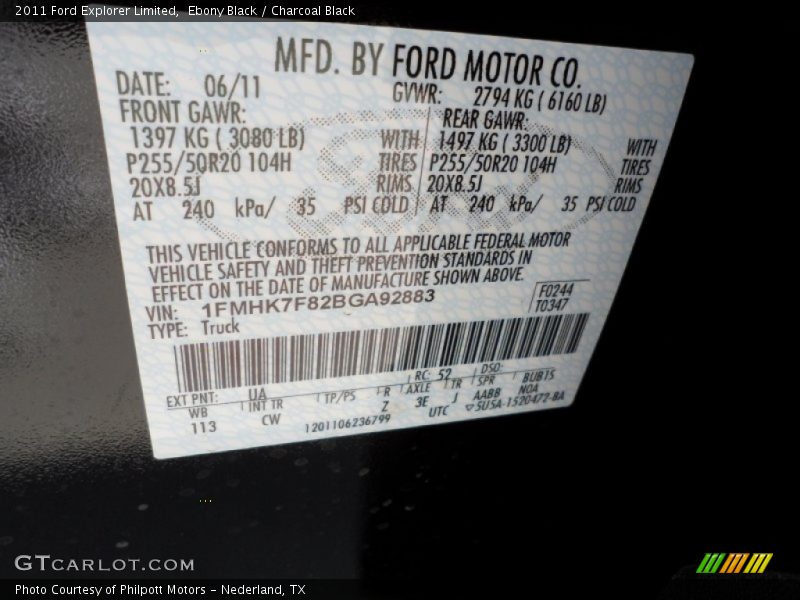 2011 Ford Explorer Limited, Ebony Black / Charcoal Black
MFD. BY FORD MOTOR CO.
DATE: 06/11 GVWR: 2794 KG ( 6160 LB)
FRONT GAWR: REAR GAWR:
1397 KG ( 3080 LB) WITH 1497 KG ( 3300 LB) WITH
P255/50R20 104H TIRES P255/50R20 104H TIRES
20X8.5J RIMS 20X8.5J RIMS
AT 240 kPa/ 35 PSI COLD AT 240 kPa/ 35 PSI COLD
THIS VEHICLE CONFORMS TO ALL APPLICABLE FEDERAL MOTOR
VEHICLE SAFETY AND THEFT PREVENTION STANDARDS IN
EFFECT ON THE DATE OF MANUFACTURE SHOWN ABOVE.
VIN: 1FMHK7F82BGA92883 F0244
TYPE: Truck T0347
EXT PNT: UA RC: 52 DSO:
WB INT TR TP/PS R AXLE TR SPR BUBTS
113 CW Z 3E J AABB NOA
1201106236799 UTC ▽5U5A-1520472-BA
GTCARLOT.COM
Photo Courtesy of Philpott Motors - Nederland, TX